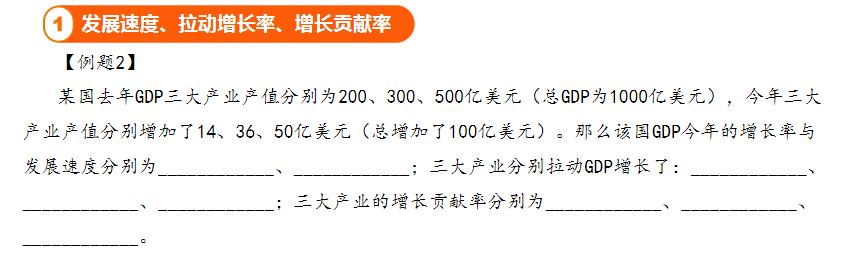 1 发展速度、拉动增长率、增长贡献率
【例题2】
某国去年GDP三大产业产值分别为200、300、500亿美元（总GDP为1000亿美元），今年三大
产业产值分别增加了14、36、50亿美元（总增加了100亿美元）。那么该国GDP今年的增长率与
发展速度分别为____________、____________；三大产业分别拉动GDP增长了：____________、
____________、____________；三大产业的增长贡献率分别为____________、____________、
____________。